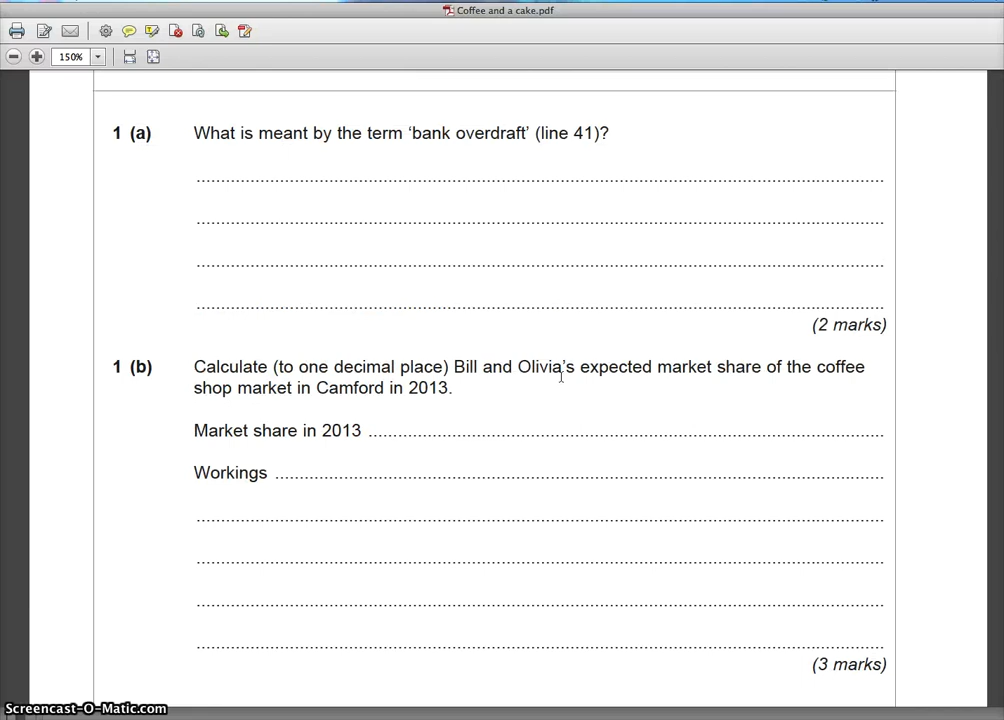 Coffee and a cake.pdf
150%
1 (a) What is meant by the term ‘bank overdraft’ (line 41)?
(2 marks)
1 (b) Calculate (to one decimal place) Bill and Olivia’s expected market share of the coffee
shop market in Camford in 2013.
Market share in 2013
Workings
(3 marks)
Screencast-O-Matic.com